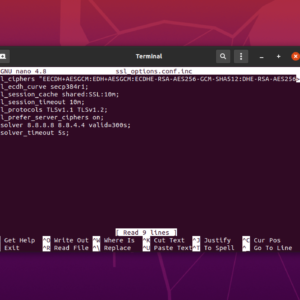 Terminal
GNU nano 4.8 ssl_options.conf.inc
l_ciphers "EECDH+AESGCM:EDH+AESGCM:ECDHE-RSA-AES256-GCM-SHA512:DHE-RSA-AES256
l_ecdh_curve secp384r1;
l_session_cache shared:SSL:10m;
l_session_timeout 10m;
l_protocols TLSv1.1 TLSv1.2;
l_prefer_server_ciphers on;
solver 8.8.8.8 8.8.4.4 valid=300s;
solver_timeout 5s;
[ Read 9 lines ]
Get Help ^O Write Out ^W Where Is ^K Cut Text ^J Justify ^C Cur Pos
Exit ^R Read File ^\ Replace ^U Paste Text ^T To Spell ^_ Go To Line